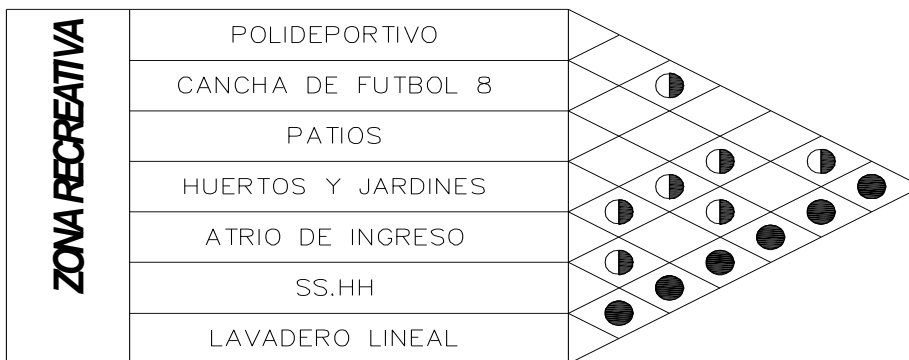 ZONA RECREATIVA
POLIDEPORTIVO
CANCHA DE FUTBOL 8
PATIOS
HUERTOS Y JARDINES
ATRIO DE INGRESO
SS.HH
LAVADERO LINEAL